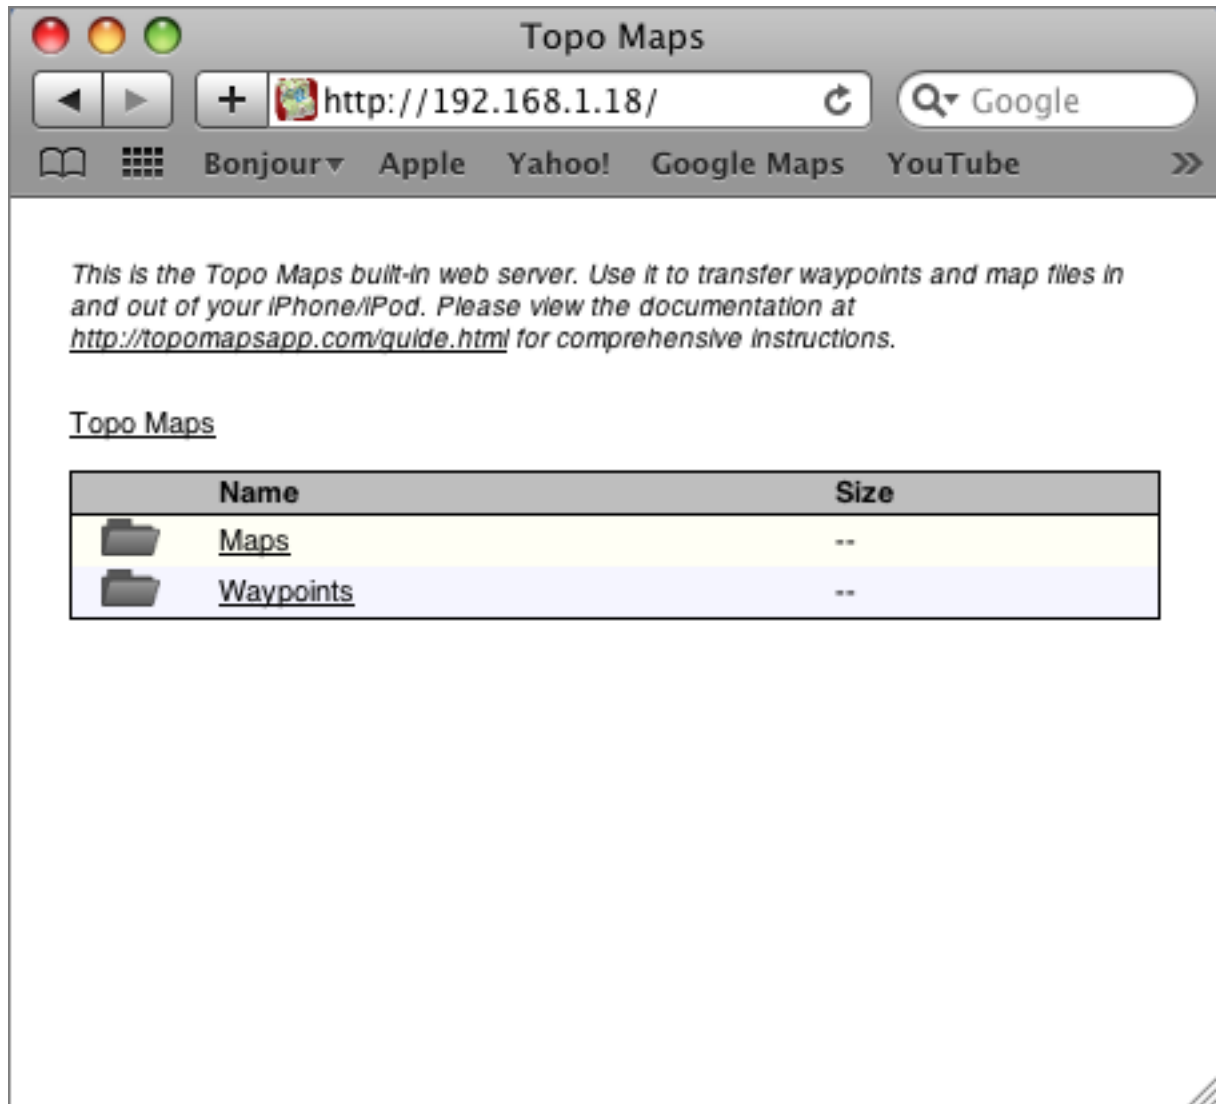 Topo Maps
http://192.168.1.18/
Google
Bonjour Apple Yahoo! Google Maps YouTube
This is the Topo Maps built-in web server. Use it to transfer waypoints and map files in
and out of your iPhone/iPod. Please view the documentation at
http://topomapsapp.com/guide.html for comprehensive instructions.
Topo Maps
Name Size
Maps --
Waypoints --